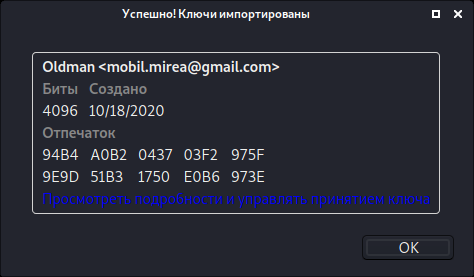 Успешно! Ключи импортированы
Oldman <mobil.mirea@gmail.com>
Биты Создано
4096 10/18/2020
Отпечаток
94B4 A0B2 0437 03F2 975F
9E9D 51B3 1750 E0B6 973E
Просмотреть подробности и управлять принятием ключа
OK